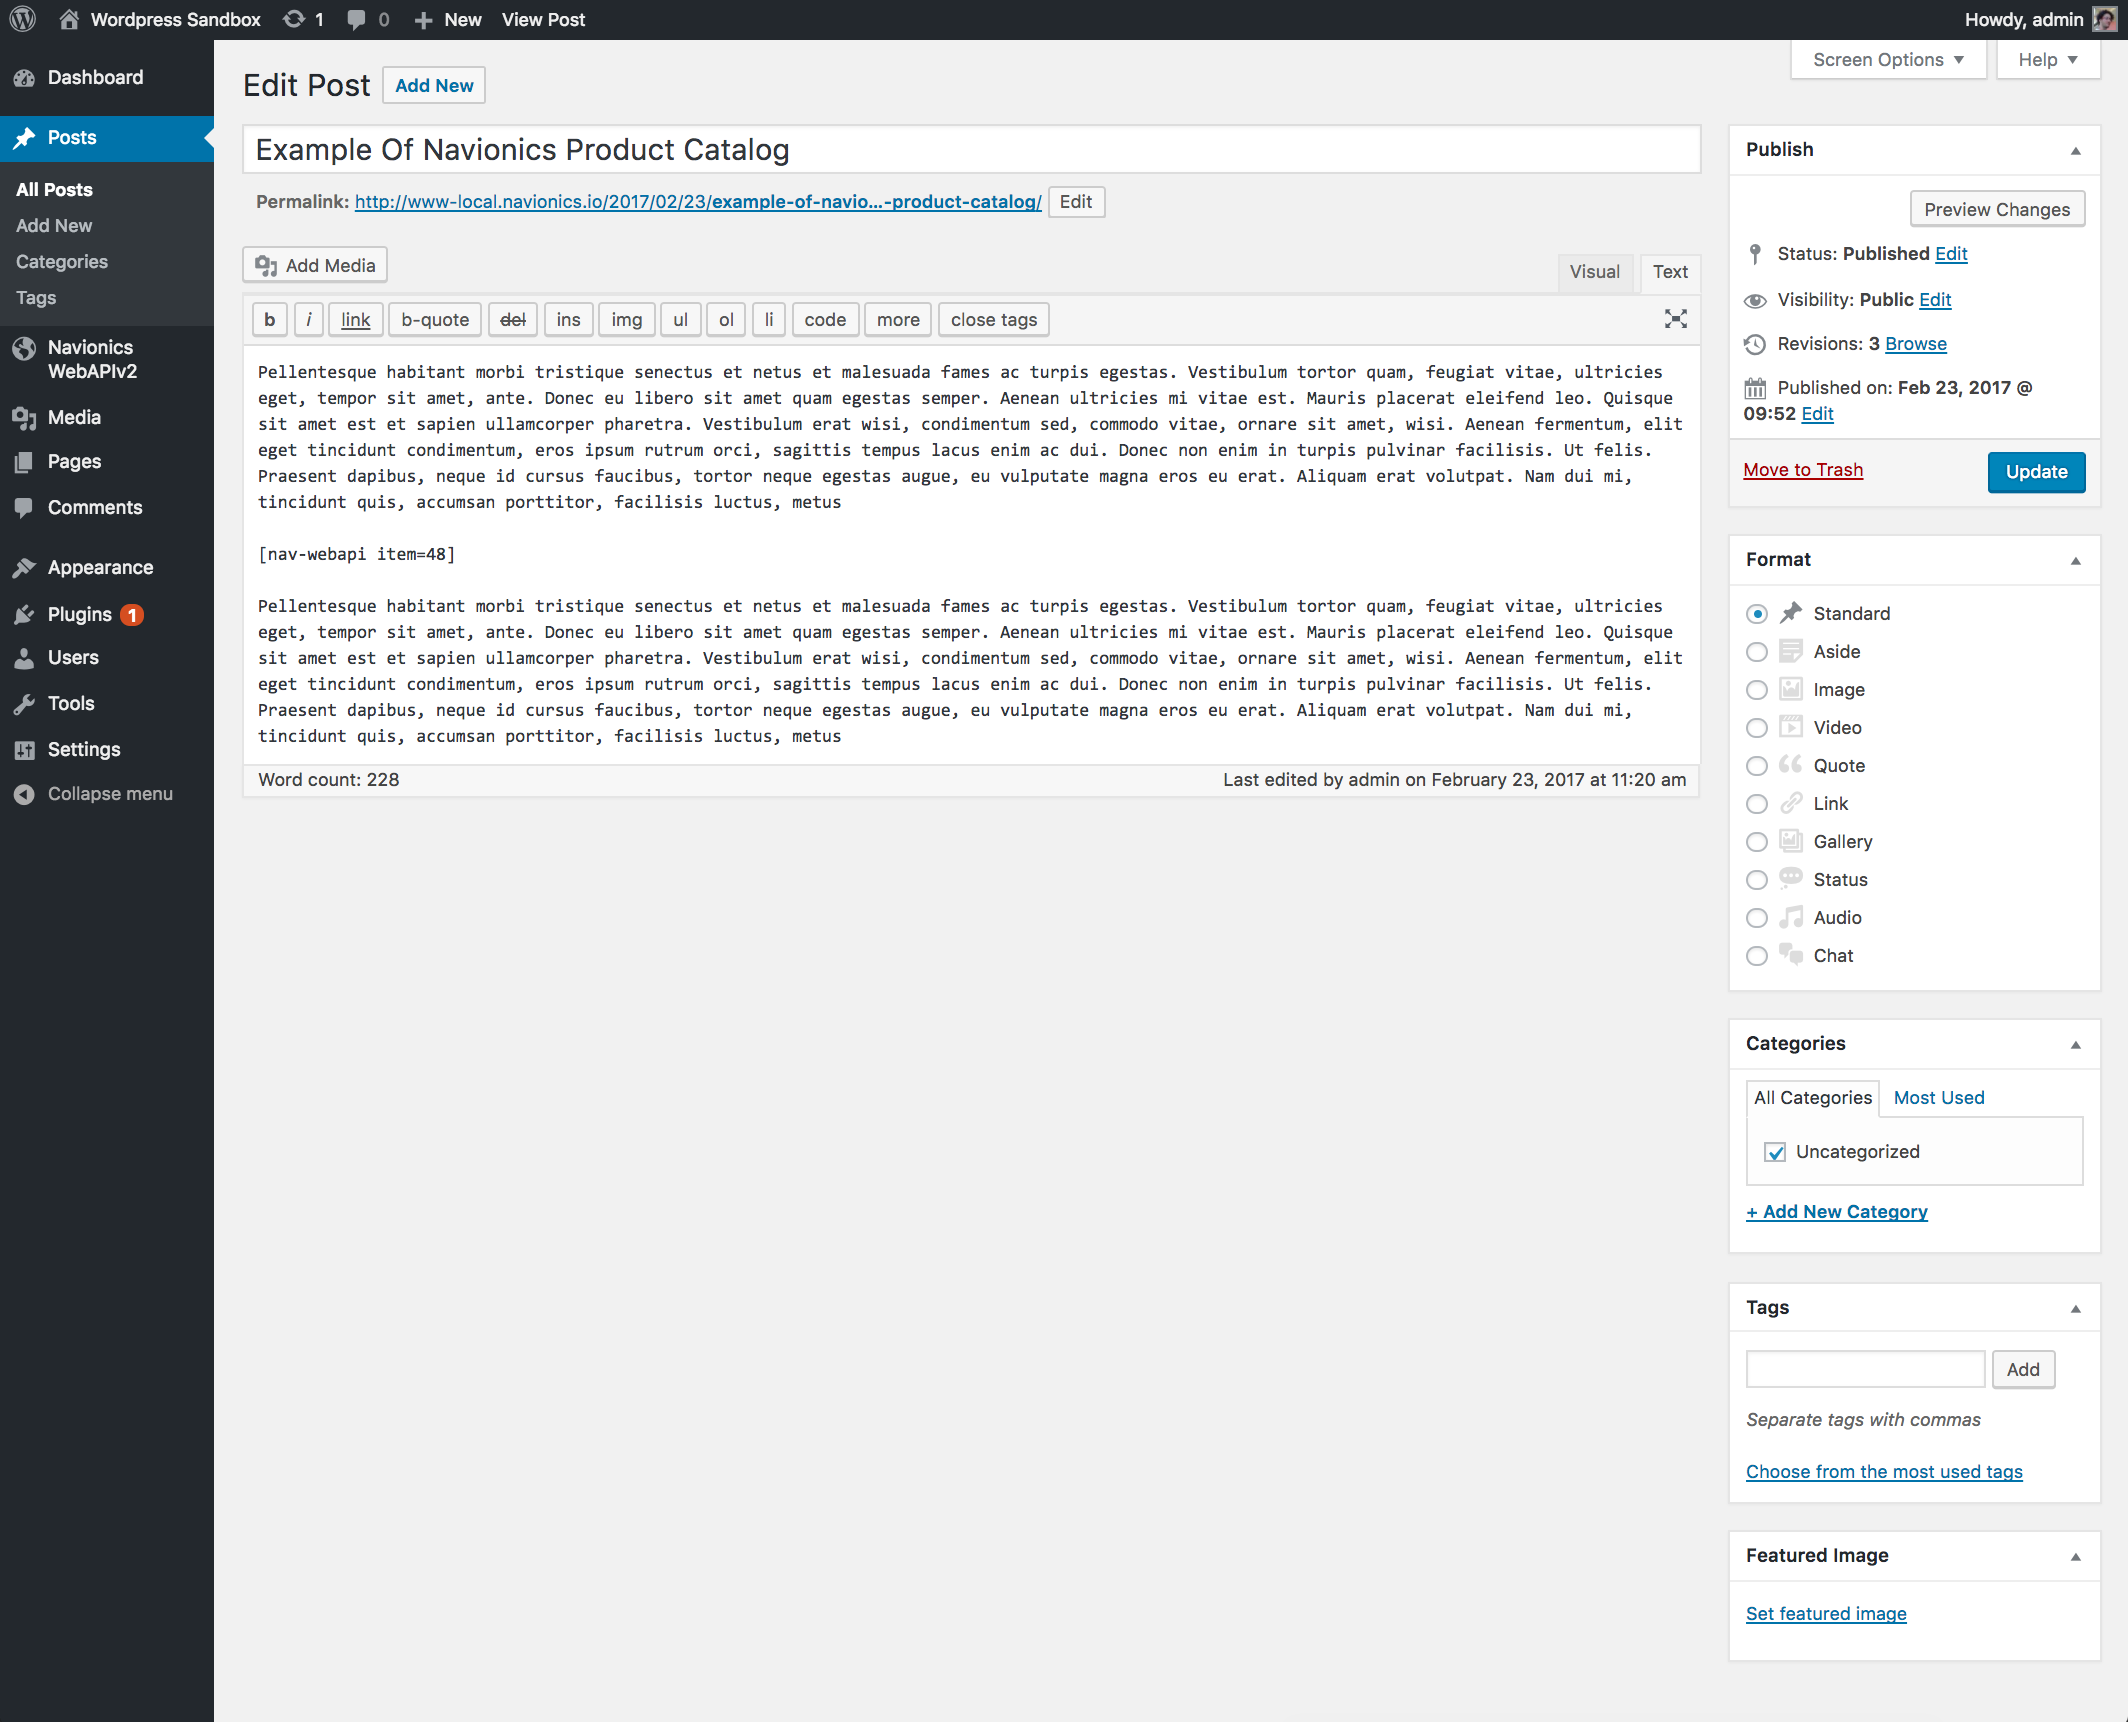 Wordpress Sandbox 1 0 New View Post Howdy, admin
Screen Options Help
Dashboard
Posts
All Posts
Add New
Categories
Tags
Navionics
WebAPIv2
Media
Pages
Comments
Appearance
Plugins 1
Users
Tools
Settings
Collapse menu
Edit Post Add New
Example Of Navionics Product Catalog
Permalink: http://www-local.navionics.io/2017/02/23/example-of-navio...-product-catalog/ Edit
Add Media
Visual Text
b i link b-quote del ins img ul ol li code more close tags
Pellentesque habitant morbi tristique senectus et netus et malesuada fames ac turpis egestas. Vestibulum tortor quam, feugiat vitae, ultricies
eget, tempor sit amet, ante. Donec eu libero sit amet quam egestas semper. Aenean ultricies mi vitae est. Mauris placerat eleifend leo. Quisque
sit amet est et sapien ullamcorper pharetra. Vestibulum erat wisi, condimentum sed, commodo vitae, ornare sit amet, wisi. Aenean fermentum, elit
eget tincidunt condimentum, eros ipsum rutrum orci, sagittis tempus lacus enim ac dui. Donec non enim in turpis pulvinar facilisis. Ut felis.
Praesent dapibus, neque id cursus faucibus, tortor neque egestas augue, eu vulputate magna eros eu erat. Aliquam erat volutpat. Nam dui mi,
tincidunt quis, accumsan porttitor, facilisis luctus, metus
[nav-webapi item=48]
Pellentesque habitant morbi tristique senectus et netus et malesuada fames ac turpis egestas. Vestibulum tortor quam, feugiat vitae, ultricies
eget, tempor sit amet, ante. Donec eu libero sit amet quam egestas semper. Aenean ultricies mi vitae est. Mauris placerat eleifend leo. Quisque
sit amet est et sapien ullamcorper pharetra. Vestibulum erat wisi, condimentum sed, commodo vitae, ornare sit amet, wisi. Aenean fermentum, elit
eget tincidunt condimentum, eros ipsum rutrum orci, sagittis tempus lacus enim ac dui. Donec non enim in turpis pulvinar facilisis. Ut felis.
Praesent dapibus, neque id cursus faucibus, tortor neque egestas augue, eu vulputate magna eros eu erat. Aliquam erat volutpat. Nam dui mi,
tincidunt quis, accumsan porttitor, facilisis luctus, metus
Word count: 228 Last edited by admin on February 23, 2017 at 11:20 am
Publish
Preview Changes
Status: Published Edit
Visibility: Public Edit
Revisions: 3 Browse
Published on: Feb 23, 2017 @
09:52 Edit
Move to Trash Update
Format
Standard
Aside
Image
Video
Quote
Link
Gallery
Status
Audio
Chat
Categories
All Categories Most Used
Uncategorized
+ Add New Category
Tags
Add
Separate tags with commas
Choose from the most used tags
Featured Image
Set featured image